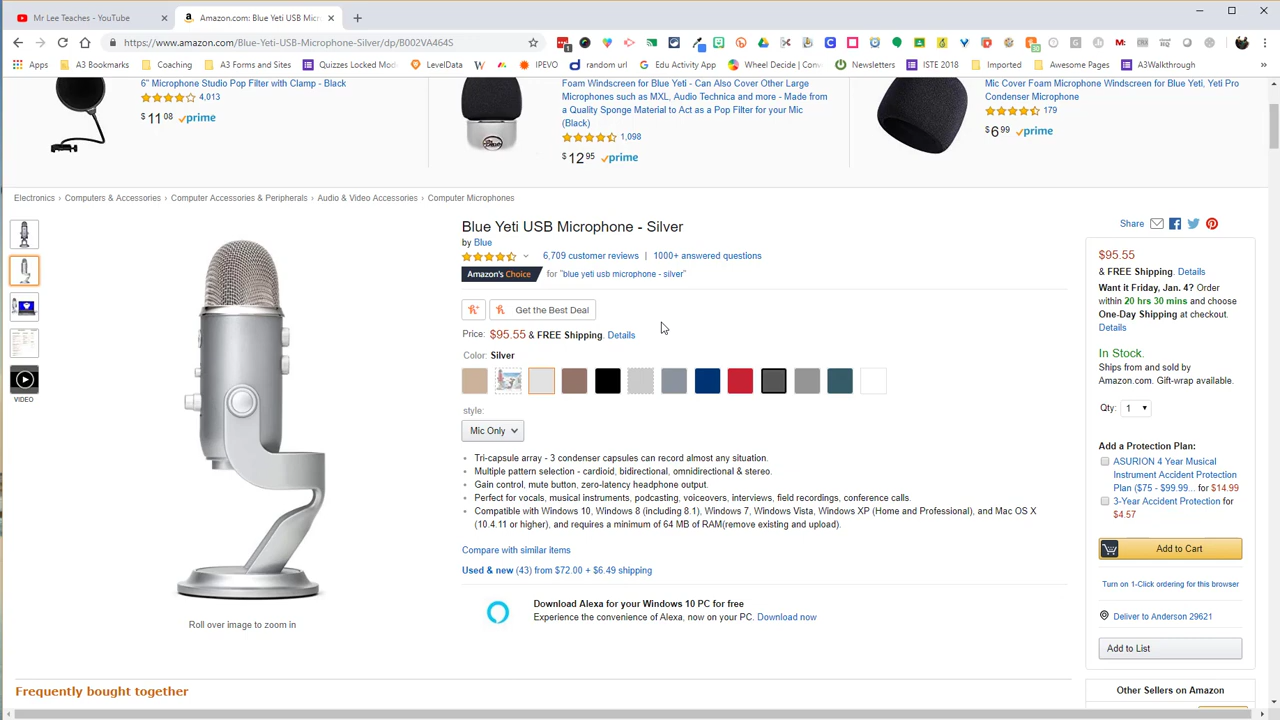 Mr Lee Teaches - YouTube
Amazon.com: Blue Yeti USB Micr
https://www.amazon.com/Blue-Yeti-USB-Microphone-Silver/dp/B002VA464S
Apps
A3 Bookmarks
Coaching
A3 Forms and Sites
Quizzes Locked Mod
LevelData
IPEVO
random url
Edu Activity App
Wheel Decide | Conv
Newsletters
ISTE 2018
Imported
Awesome Pages
A3Walkthrough
6" Microphone Studio Pop Filter with Clamp - Black
4,013
$11 08 prime
Foam Windscreen for Blue Yeti - Can Also Cover Other Large
Microphones such as MXL, Audio Technica and more - Made from
a Quality Sponge Material to Act as a Pop Filter for your Mic
(Black)
1,098
$12 95 prime
Mic Cover Foam Microphone Windscreen for Blue Yeti, Yeti Pro
Condenser Microphone
179
$6 99 prime
Electronics › Computers & Accessories › Computer Accessories & Peripherals › Audio & Video Accessories › Computer Microphones
VIDEO
Roll over image to zoom in
Blue Yeti USB Microphone - Silver
by Blue
6,709 customer reviews | 1000+ answered questions
Amazon's Choice for "blue yeti usb microphone - silver"
Get the Best Deal
Price: $95.55 & FREE Shipping. Details
Color: Silver
style:
Mic Only
Tri-capsule array - 3 condenser capsules can record almost any situation.
Multiple pattern selection - cardioid, bidirectional, omnidirectional & stereo.
Gain control, mute button, zero-latency headphone output.
Perfect for vocals, musical instruments, podcasting, voiceovers, interviews, field recordings, conference calls.
Compatible with Windows 10, Windows 8 (including 8.1), Windows 7, Windows Vista, Windows XP (Home and Professional), and Mac OS X
(10.4.11 or higher), and requires a minimum of 64 MB of RAM(remove existing and upload).
Compare with similar items
Used & new (43) from $72.00 + $6.49 shipping
Download Alexa for your Windows 10 PC for free
Experience the convenience of Alexa, now on your PC. Download now
Share
$95.55
& FREE Shipping. Details
Want it Friday, Jan. 4? Order
within 20 hrs 30 mins and choose
One-Day Shipping at checkout.
Details
In Stock.
Ships from and sold by
Amazon.com. Gift-wrap available.
Qty: 1
Add a Protection Plan:
ASURION 4 Year Musical
Instrument Accident Protection
Plan ($75 - $99.99... for $14.99
3-Year Accident Protection for
$4.57
Add to Cart
Turn on 1-Click ordering for this browser
Deliver to Anderson 29621
Add to List
Other Sellers on Amazon
Frequently bought together